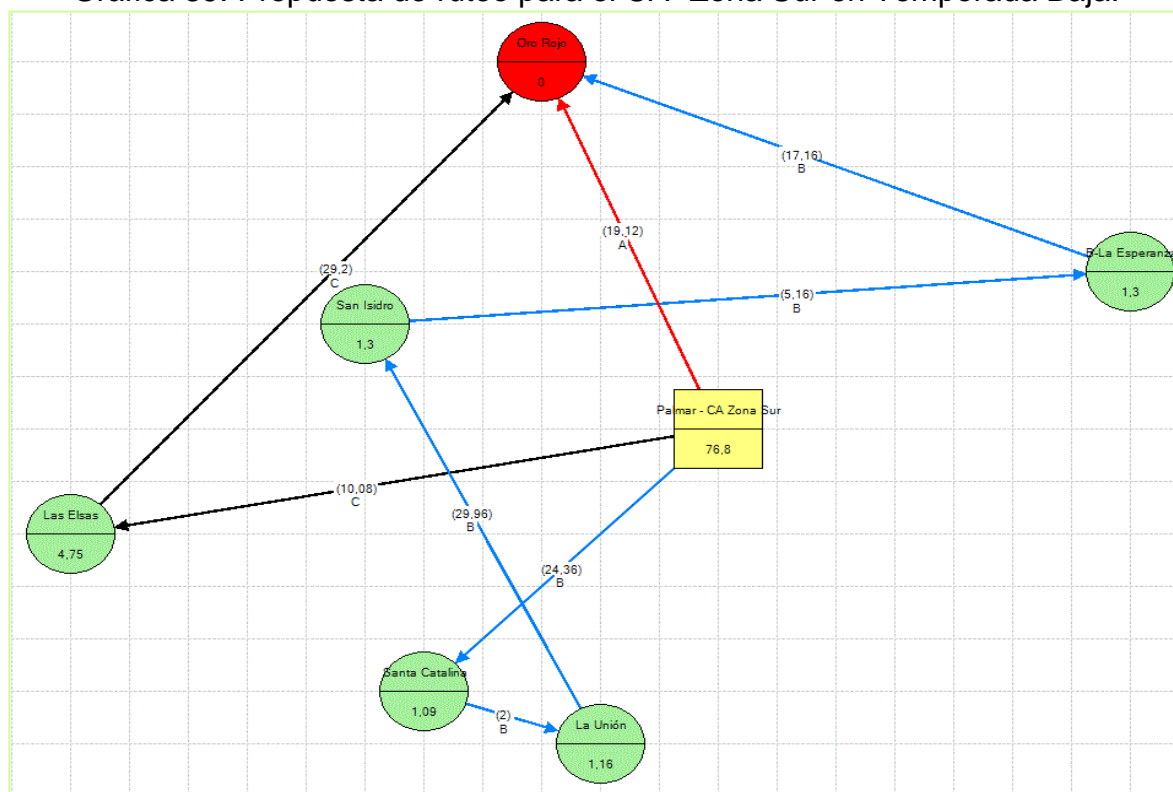 Oro Rojo
0
(17,16)
B
(19,12)
A
B-La Esperanza
1,3
(29,2)
C
(5,16)
B
San Isidro
1,3
Palmar - CA Zona Sur
76,8
(10,08)
C
Las Elsas
4,75
(29,96)
B
(24,36)
B
Santa Catalina
1,09
(2)
B
La Unión
1,16